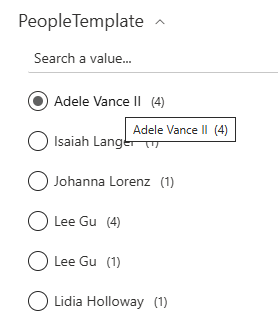 PeopleTemplate
Search a value...
Adele Vance II (4)
Adele Vance II (4)
Isaiah Langer (1)
Johanna Lorenz (1)
Lee Gu (4)
Lee Gu (1)
Lidia Holloway (1)